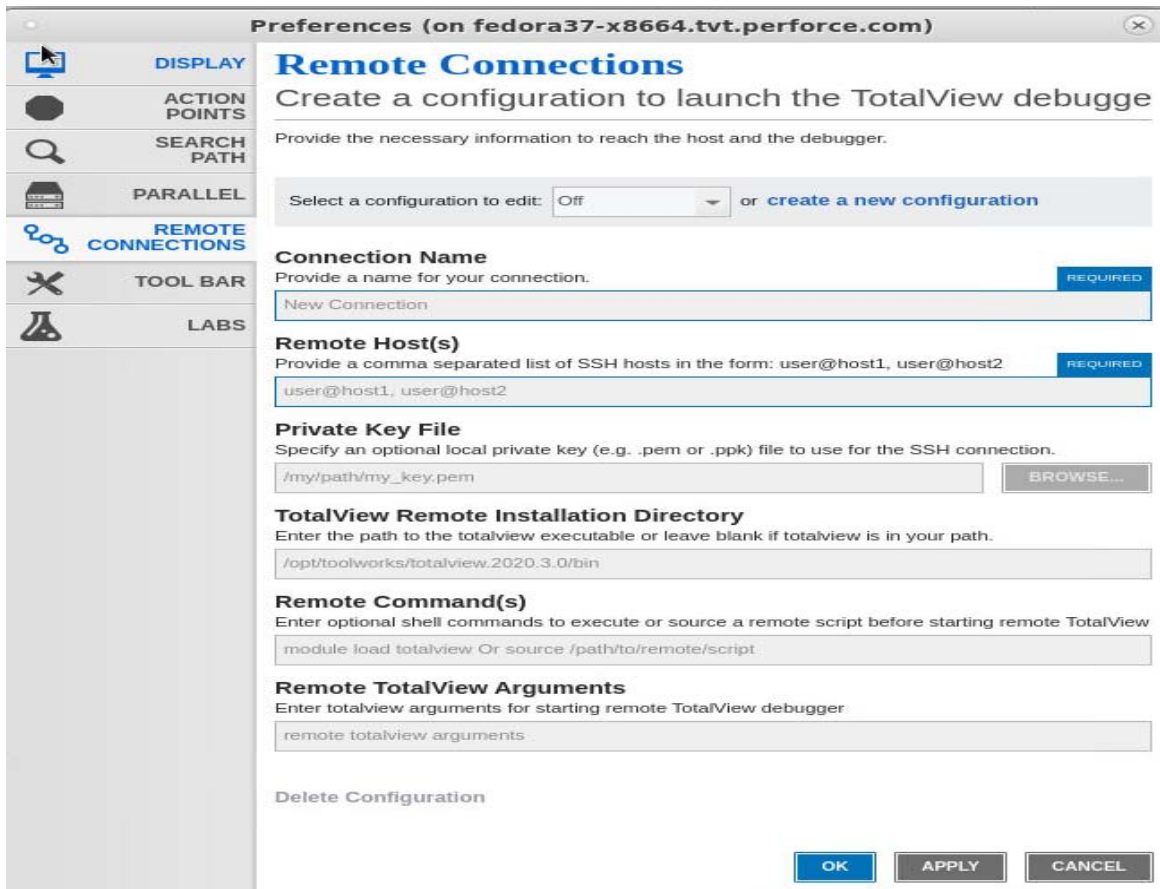 Preferences (on fedora37-x8664.tvt.perforce.com)
DISPLAY
ACTION
POINTS
SEARCH
PATH
PARALLEL
REMOTE
CONNECTIONS
TOOL BAR
LABS
Remote Connections
Create a configuration to launch the TotalView debugge
Provide the necessary information to reach the host and the debugger.
Select a configuration to edit: Off or create a new configuration
Connection Name
Provide a name for your connection.
REQUIRED
New Connection
Remote Host(s)
Provide a comma separated list of SSH hosts in the form: user@host1, user@host2
REQUIRED
user@host1, user@host2
Private Key File
Specify an optional local private key (e.g. .pem or .ppk) file to use for the SSH connection.
/my/path/my_key.pem
BROWSE...
TotalView Remote Installation Directory
Enter the path to the totalview executable or leave blank if totalview is in your path.
/opt/toolworks/totalview.2020.3.0/bin
Remote Command(s)
Enter optional shell commands to execute or source a remote script before starting remote TotalView
module load totalview Or source /path/to/remote/script
Remote TotalView Arguments
Enter totalview arguments for starting remote TotalView debugger
remote totalview arguments
Delete Configuration
OK
APPLY
CANCEL